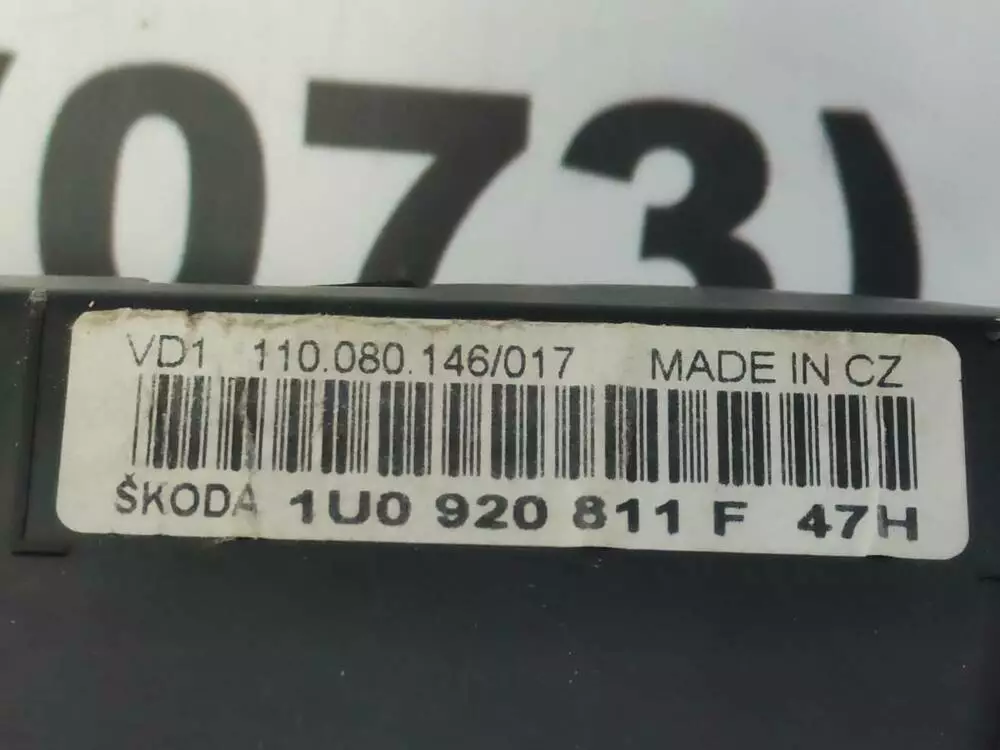 (073)
VD1 110.080.146/017 MADE IN CZ
ŠKODA 1U0 920 811 F 47H